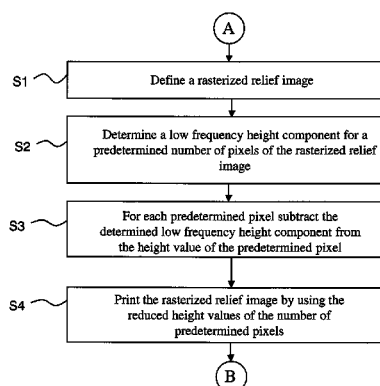 A
S1
Define a rasterized relief image
S2
Determine a low frequency height component for a
predetermined number of pixels of the rasterized relief
image
S3
For each predetermined pixel subtract the
determined low frequency height component from
the height value of the predetermined pixel
S4
Print the rasterized relief image by using the
reduced height values of the number of
predetermined pixels
B